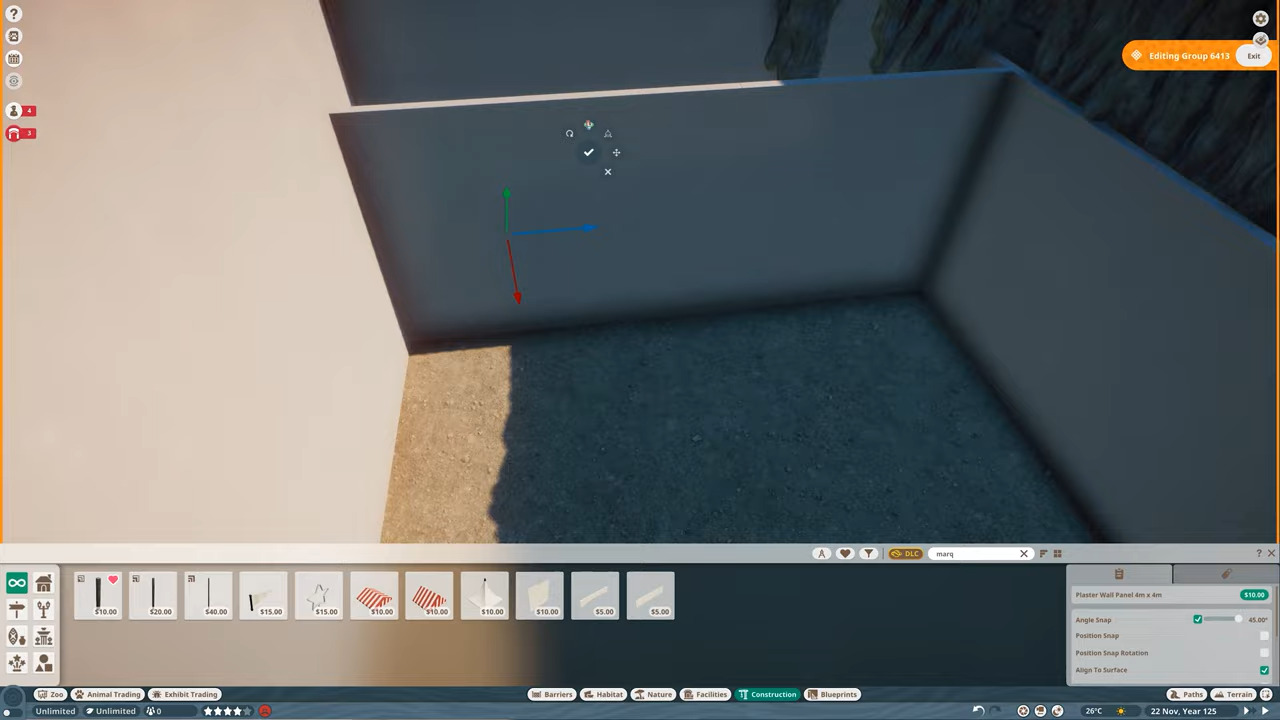 ?
Editing Group 6413 Exit
4
3
DLC marq
?
$10.00 $20.00 $40.00 $15.00 $15.00 $10.00 $10.00 $10.00 $10.00 $5.00 $5.00
Plaster Wall Panel 4m x 4m $10.00
Angle Snap 45.00°
Position Snap
Position Snap Rotation
Align To Surface
Zoo Animal Trading Exhibit Trading Barriers Habitat Nature Facilities Construction Blueprints Paths Terrain
Unlimited Unlimited 0 26°C 22 Nov, Year 125